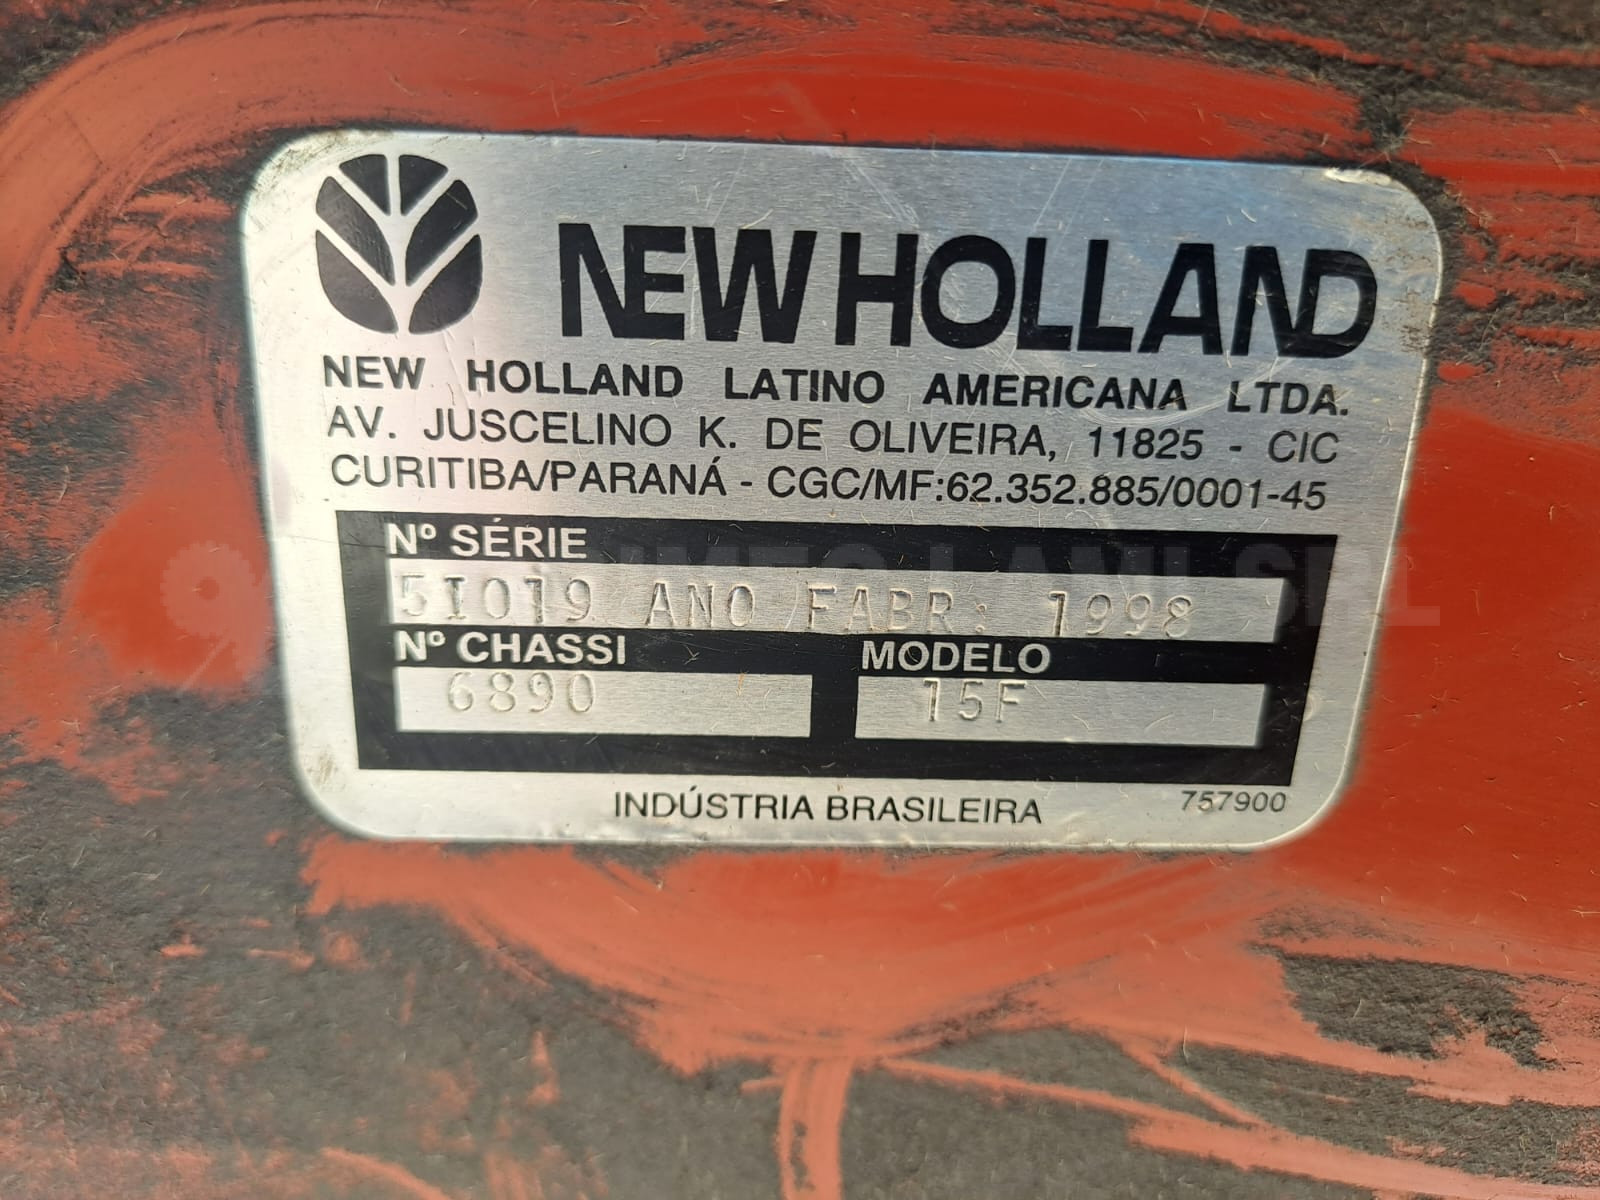 NEW HOLLAND
NEW HOLLAND LATINO AMERICANA LTDA.
AV. JUSCELINO K. DE OLIVEIRA, 11825 - CIC
CURITIBA/PARANÁ - CGC/MF:62.352.885/0001-45
Nº SÉRIE
5I019 ANO FABR: 1998
Nº CHASSI
6890
MODELO
15F
INDÚSTRIA BRASILEIRA
757900